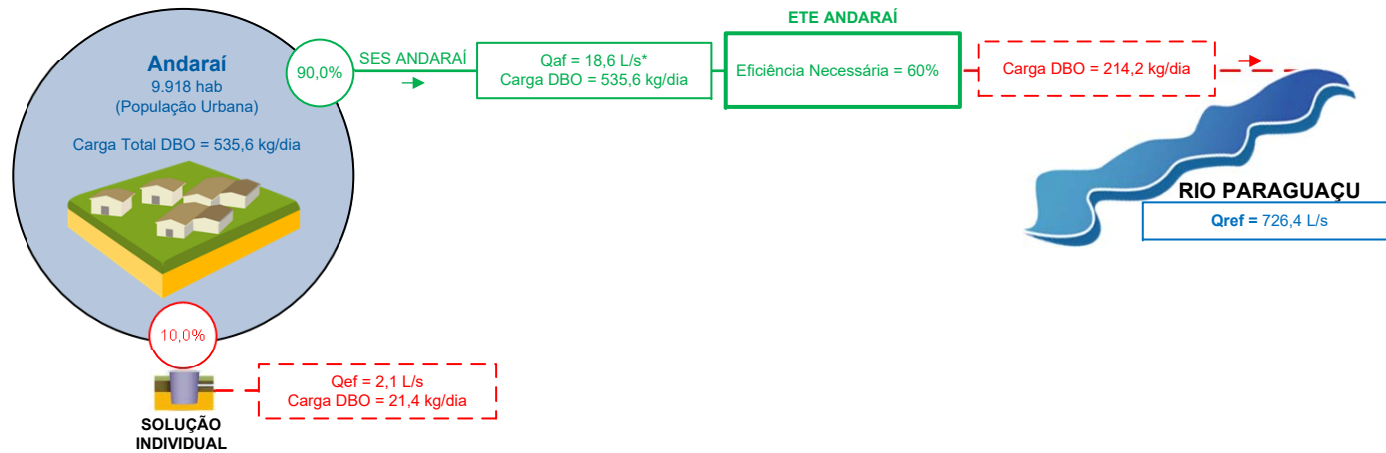 ETE ANDARAÍ
Andaraí
9.918 hab
(População Urbana)
Carga Total DBO = 535,6 kg/dia
90,0%
SES ANDARAÍ
Qaf = 18,6 L/s*
Carga DBO = 535,6 kg/dia
Eficiência Necessária = 60%
Carga DBO = 214,2 kg/dia
RIO PARAGUAÇU
Qref = 726,4 L/s
10,0%
Qef = 2,1 L/s
Carga DBO = 21,4 kg/dia
SOLUÇÃO
INDIVIDUAL